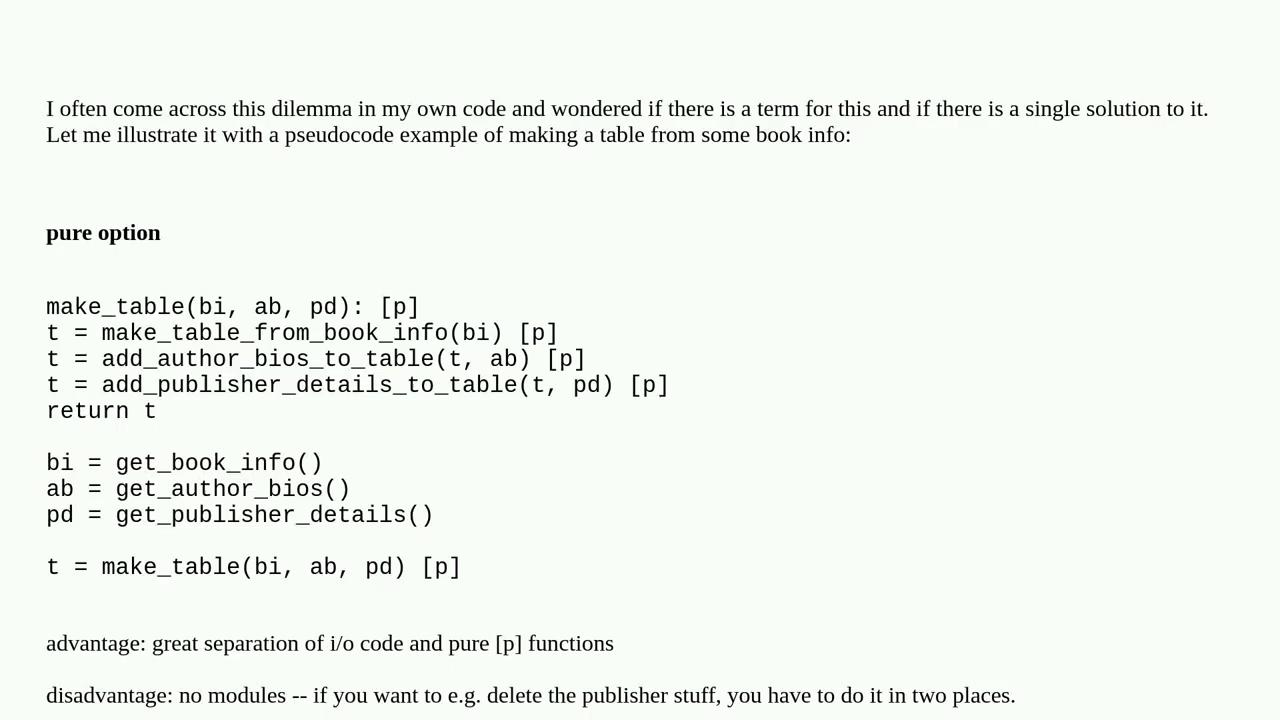 I often come across this dilemma in my own code and wondered if there is a term for this and if there is a single solution to it.
Let me illustrate it with a pseudocode example of making a table from some book info:
pure option
make_table(bi, ab, pd): [p]
t = make_table_from_book_info(bi) [p]
t = add_author_bios_to_table(t, ab) [p]
t = add_publisher_details_to_table(t, pd) [p]
return t
bi = get_book_info()
ab = get_author_bios()
pd = get_publisher_details()
t = make_table(bi, ab, pd) [p]
advantage: great separation of i/o code and pure [p] functions
disadvantage: no modules -- if you want to e.g. delete the publisher stuff, you have to do it in two places.